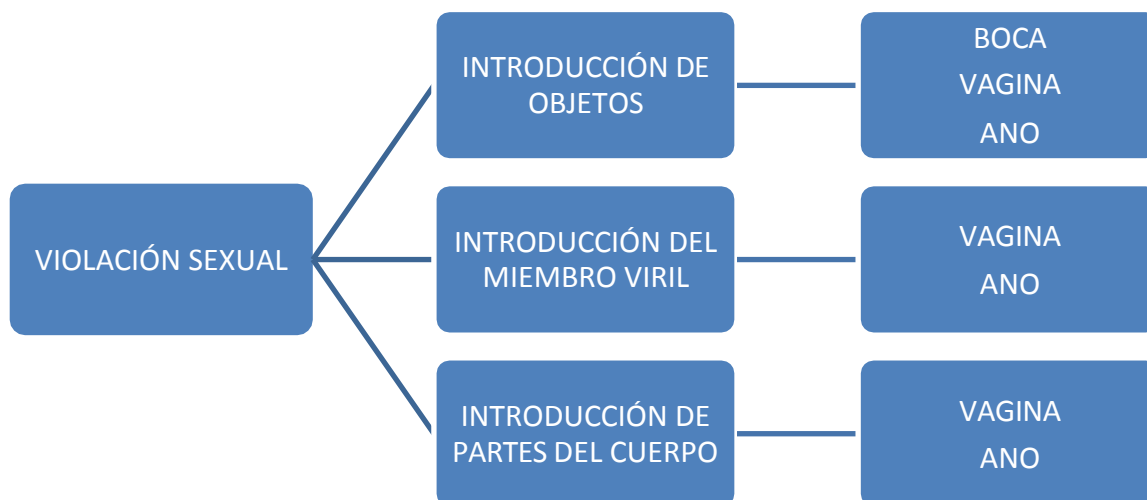 VIOLACIÓN SEXUAL
INTRODUCCIÓN DE
OBJETOS
BOCA
VAGINA
ANO
INTRODUCCIÓN DEL
MIEMBRO VIRIL
VAGINA
ANO
INTRODUCCIÓN DE
PARTES DEL CUERPO
VAGINA
ANO